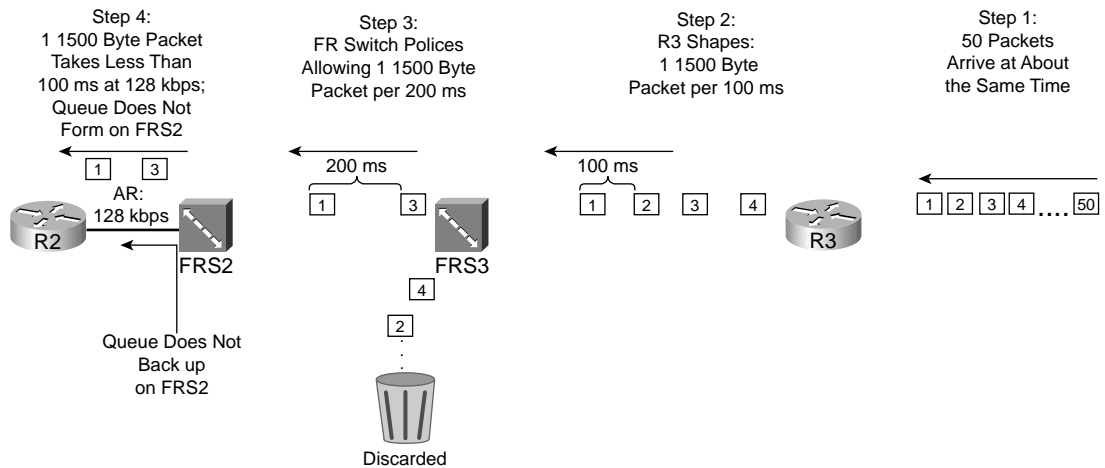 Step 4:
1 1500 Byte Packet
Takes Less Than
100 ms at 128 kbps;
Queue Does Not
Form on FRS2
Step 3:
FR Switch Polices
Allowing 1 1500 Byte
Packet per 200 ms
Step 2:
R3 Shapes:
1 1500 Byte
Packet per 100 ms
Step 1:
50 Packets
Arrive at About
the Same Time
1 3
AR:
128 kbps
R2
FRS2
Queue Does Not
Back up
on FRS2
200 ms
1 3
FRS3
4
2
Discarded
100 ms
1 2 3 4
R3
1 2 3 4 .... 50